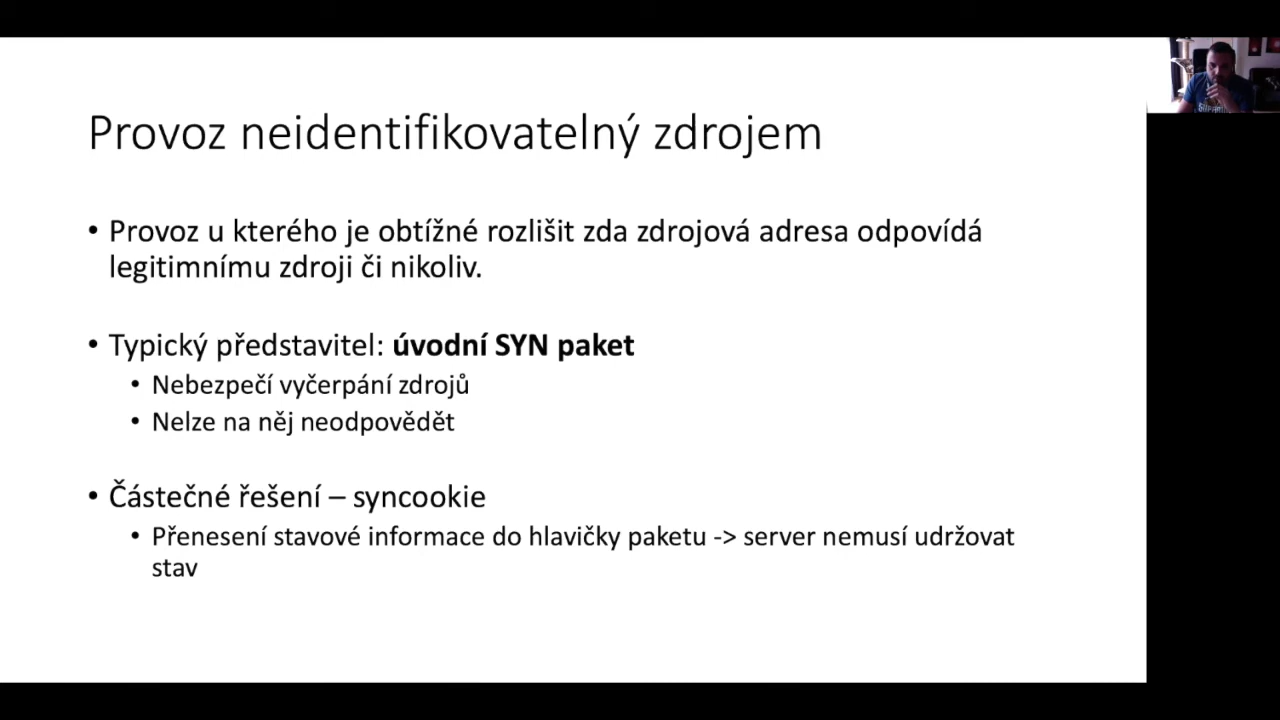 Provoz neidentifikovatelný zdrojem
• Provoz u kterého je obtížné rozlišit zda zdrojová adresa odpovídá
legitimnímu zdroji či nikoliv.
• Typický představitel: úvodní SYN paket
• Nebezpečí vyčerpání zdrojů
• Nelze na něj neodpovědět
• Částečné řešení – syncookie
• Přenesení stavové informace do hlavičky paketu -> server nemusí udržovat
stav